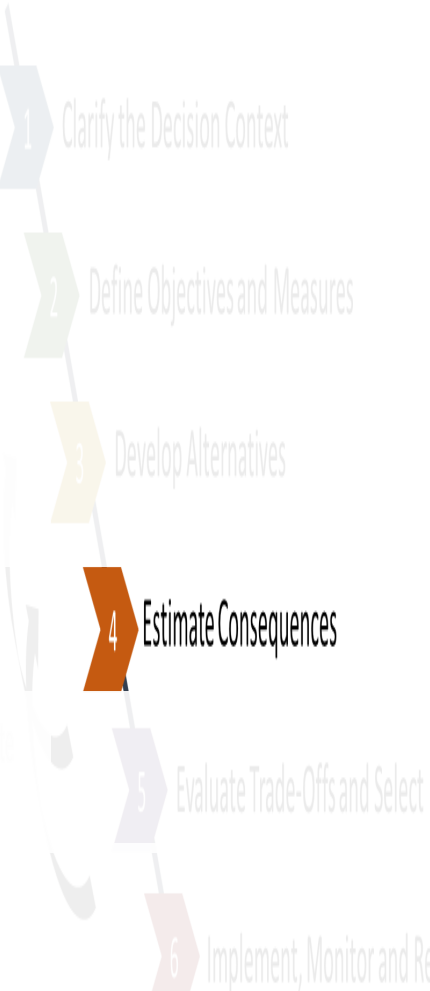 1 Clarify the Decision Context
2 Define Objectives and Measures
3 Develop Alternatives
4 Estimate Consequences
5 Evaluate Trade-Offs and Select
6 Implement, Monitor and Re